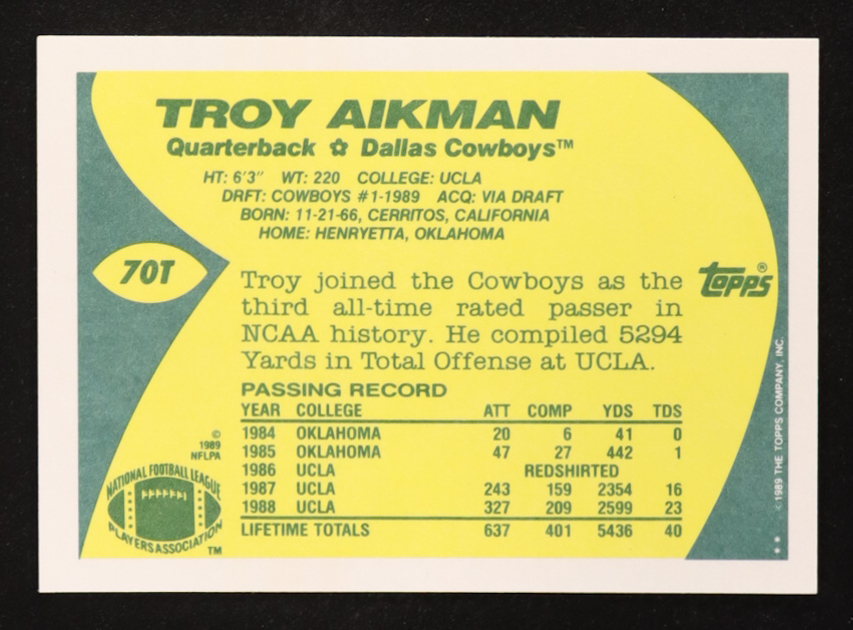 TROY AIKMAN
Quarterback ✩ Dallas Cowboys™
HT: 6'3" WT: 220 COLLEGE: UCLA
DRFT: COWBOYS #1-1989 ACQ: VIA DRAFT
BORN: 11-21-66, CERRITOS, CALIFORNIA
HOME: HENRYETTA, OKLAHOMA
70T
topps®
Troy joined the Cowboys as the
third all-time rated passer in
NCAA history. He compiled 5294
Yards in Total Offense at UCLA.
PASSING RECORD
YEAR COLLEGE ATT COMP YDS TDS
1984 OKLAHOMA 20 6 41 0
1985 OKLAHOMA 47 27 442 1
1986 UCLA REDSHIRTED
1987 UCLA 243 159 2354 16
1988 UCLA 327 209 2599 23
LIFETIME TOTALS 637 401 5436 40
©
1989
NFLPA
NATIONAL FOOTBALL LEAGUE
PLAYERS ASSOCIATION
TM
©1989 THE TOPPS COMPANY, INC.
**